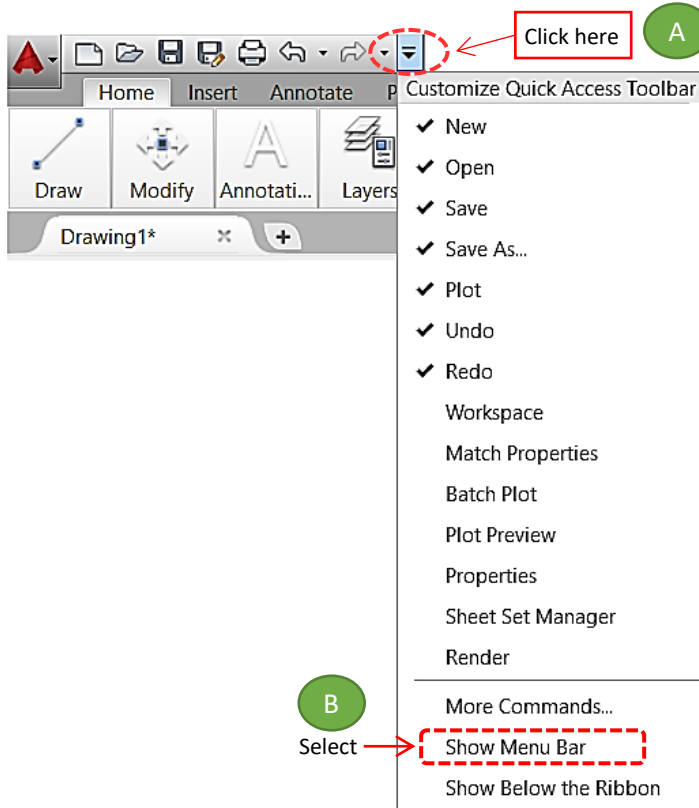 Click here
A
Home Insert Annotate P
Customize Quick Access Toolbar
New
Open
Draw Modify Annotati... Layers
Save
Drawing1*
Save As...
Plot
Undo
Redo
Workspace
Match Properties
Batch Plot
Plot Preview
Properties
Sheet Set Manager
Render
B
More Commands...
Select
Show Menu Bar
Show Below the Ribbon